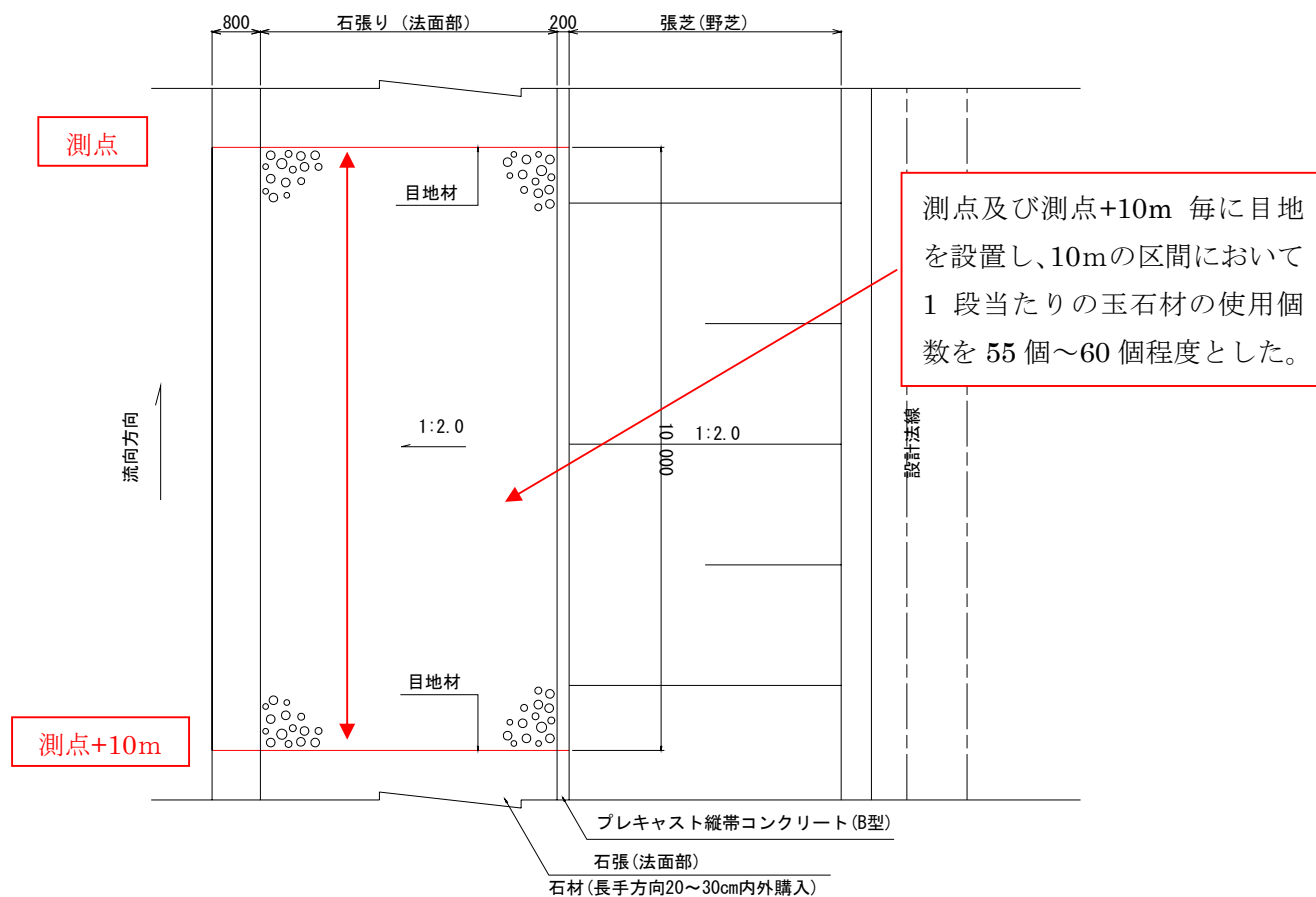 800
石張り（法面部）
200
張芝(野芝)
測点
目地材
測点及び測点+10m 毎に目地
を設置し、10mの区間において
1 段当たりの玉石材の使用個
数を 55 個～60 個程度とした。
流向方向
1:2.0
10,000
1:2.0
設計法線
目地材
測点+10m
プレキャスト縦帯コンクリート(B型)
石張(法面部)
石材(長手方向20～30cm内外購入)